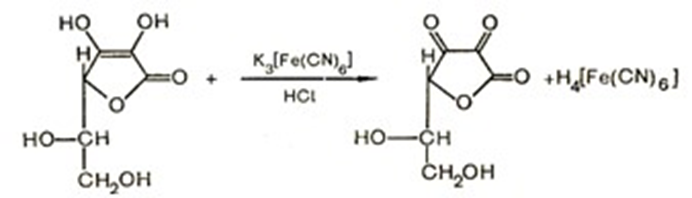 HO OH O O
H K₃[Fe(CN)₆] H
O + O +H₄[Fe(CN)₆]
O HCl O
HO—CH HO—CH
CH₂OH CH₂OH